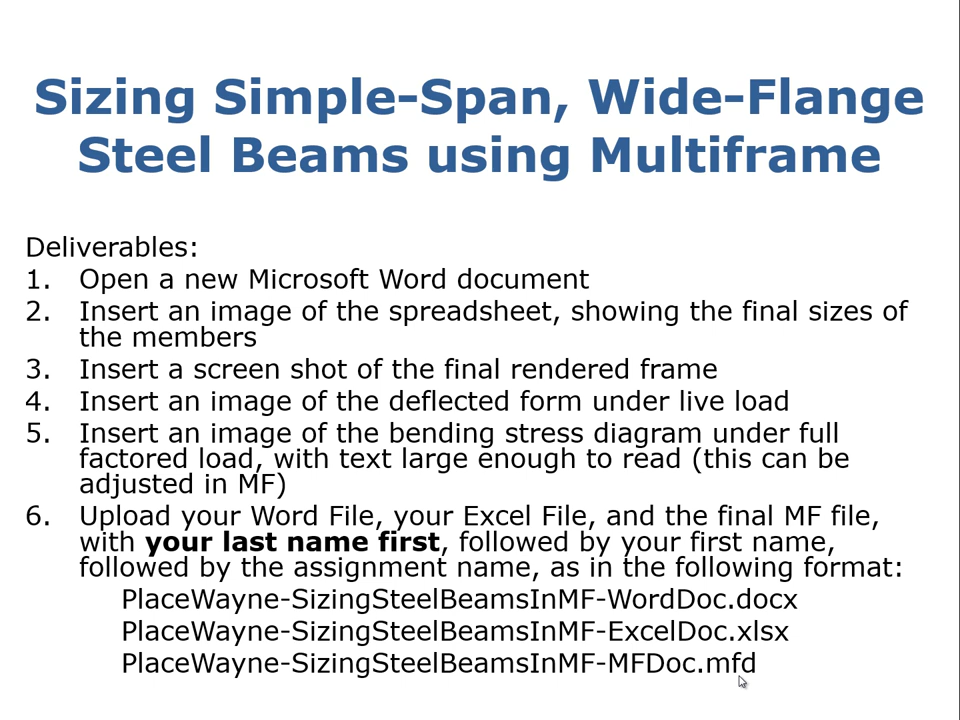 Sizing Simple-Span, Wide-Flange
Steel Beams using Multiframe
Deliverables:
1. Open a new Microsoft Word document
2. Insert an image of the spreadsheet, showing the final sizes of
the members
3. Insert a screen shot of the final rendered frame
4. Insert an image of the deflected form under live load
5. Insert an image of the bending stress diagram under full
factored load, with text large enough to read (this can be
adjusted in MF)
6. Upload your Word File, your Excel File, and the final MF file,
with your last name first, followed by your first name,
followed by the assignment name, as in the following format:
PlaceWayne-SizingSteelBeamsInMF-WordDoc.docx
PlaceWayne-SizingSteelBeamsInMF-ExcelDoc.xlsx
PlaceWayne-SizingSteelBeamsInMF-MFDoc.mfd